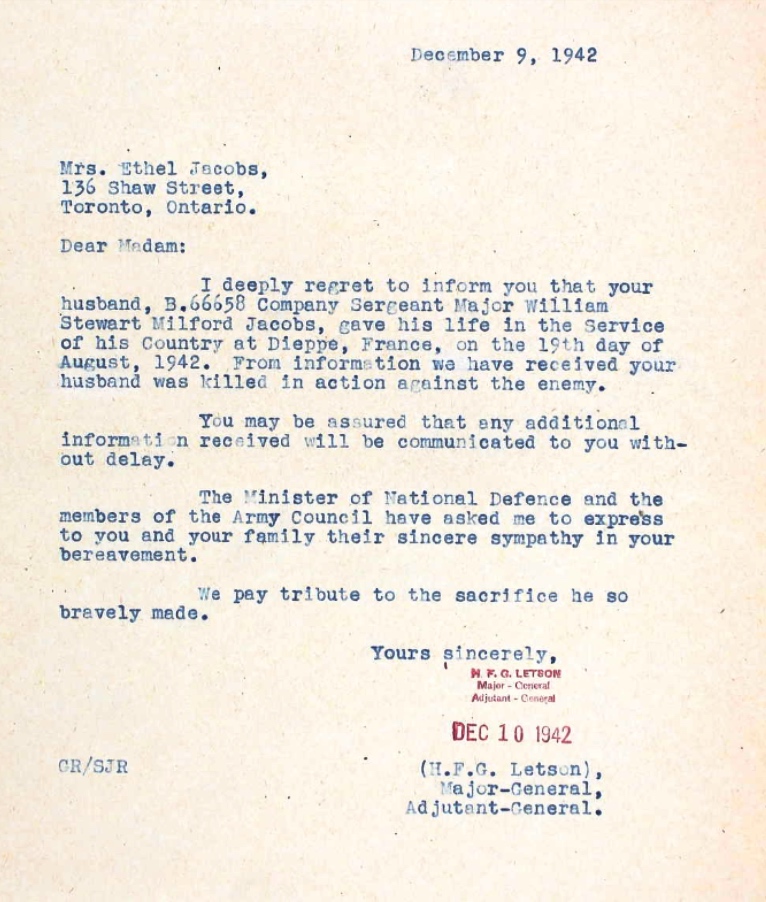 December 9, 1942
Mrs. Ethel Jacobs,
136 Shaw Street,
Toronto, Ontario.
Dear Madam:
I deeply regret to inform you that your
husband, B.66658 Company Sergeant Major William
Stewart Milford Jacobs, gave his life in the Service
of his Country at Dieppe, France, on the 19th day of
August, 1942. From information we have received your
husband was killed in action against the enemy.
You may be assured that any additional
information received will be communicated to you with-
out delay.
The Minister of National Defence and the
members of the Army Council have asked me to express
to you and your family their sincere sympathy in your
bereavement.
We pay tribute to the sacrifice he so
bravely made.
Yours sincerely,
H. F. G. LETSON
Major - General
Adjutant - General
DEC 10 1942
GR/SJR
(H.F.G. Letson),
Major-General,
Adjutant-General.